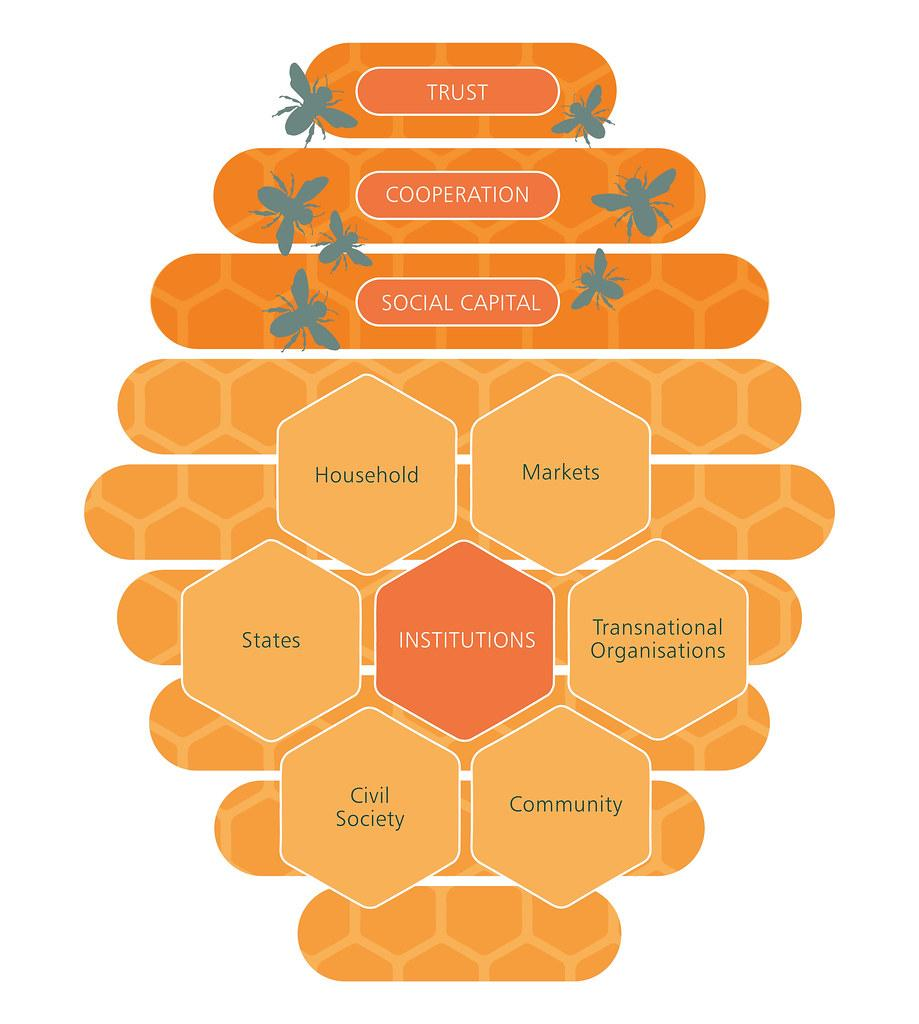 TRUST
COOPERATION
SOCIAL CAPITAL
Household
Markets
States
INSTITUTIONS
Transnational
Organisations
Civil
Society
Community